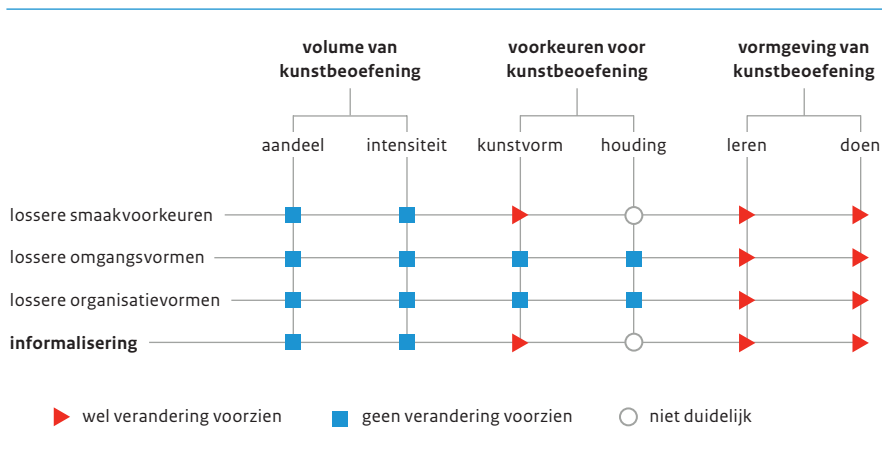 volume van
kunstbeoefening
voorkeuren voor
kunstbeoefening
vormgeving van
kunstbeoefening
aandeel
intensiteit
kunstvorm
houding
leren
doen
lossere smaakvoorkeuren
lossere omgangsvormen
lossere organisatievormen
informalisering
wel verandering voorzien
geen verandering voorzien
niet duidelijk